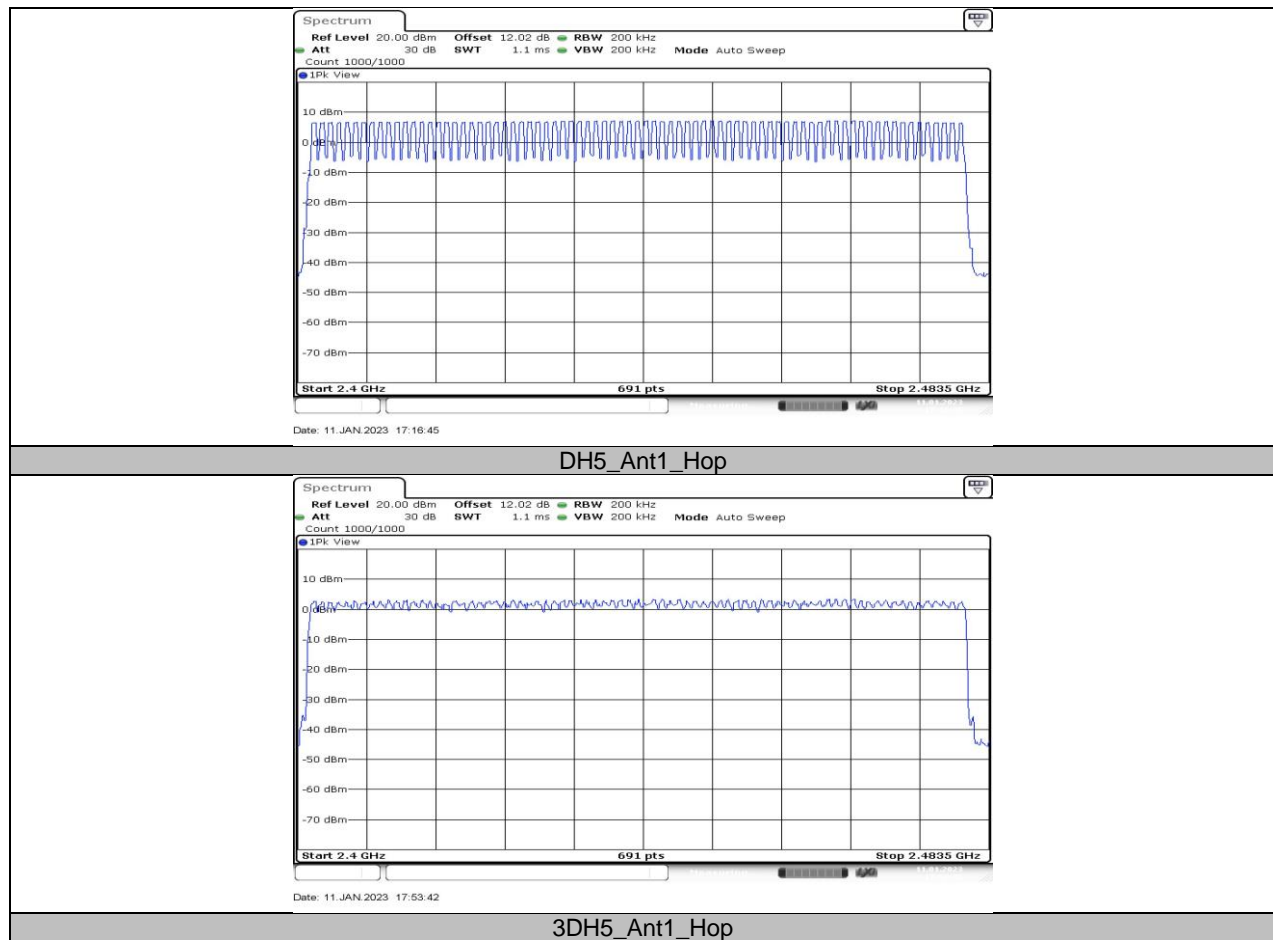 Spectrum
Ref Level 20.00 dBm Offset 12.02 dB RBW 200 kHz
Att 30 dB SWT 1.1 ms VBW 200 kHz Mode Auto Sweep
Count 1000/1000
1Pk View
10 dBm
0 dBm
-10 dBm
-20 dBm
-30 dBm
-40 dBm
-50 dBm
-60 dBm
-70 dBm
Start 2.4 GHz 691 pts Stop 2.4835 GHz
Date: 11.JAN.2023 17:16:45
DH5_Ant1_Hop
Spectrum
Ref Level 20.00 dBm Offset 12.02 dB RBW 200 kHz
Att 30 dB SWT 1.1 ms VBW 200 kHz Mode Auto Sweep
Count 1000/1000
1Pk View
10 dBm
0 dBm
-10 dBm
-20 dBm
-30 dBm
-40 dBm
-50 dBm
-60 dBm
-70 dBm
Start 2.4 GHz 691 pts Stop 2.4835 GHz
Date: 11.JAN.2023 17:53:42
3DH5_Ant1_Hop